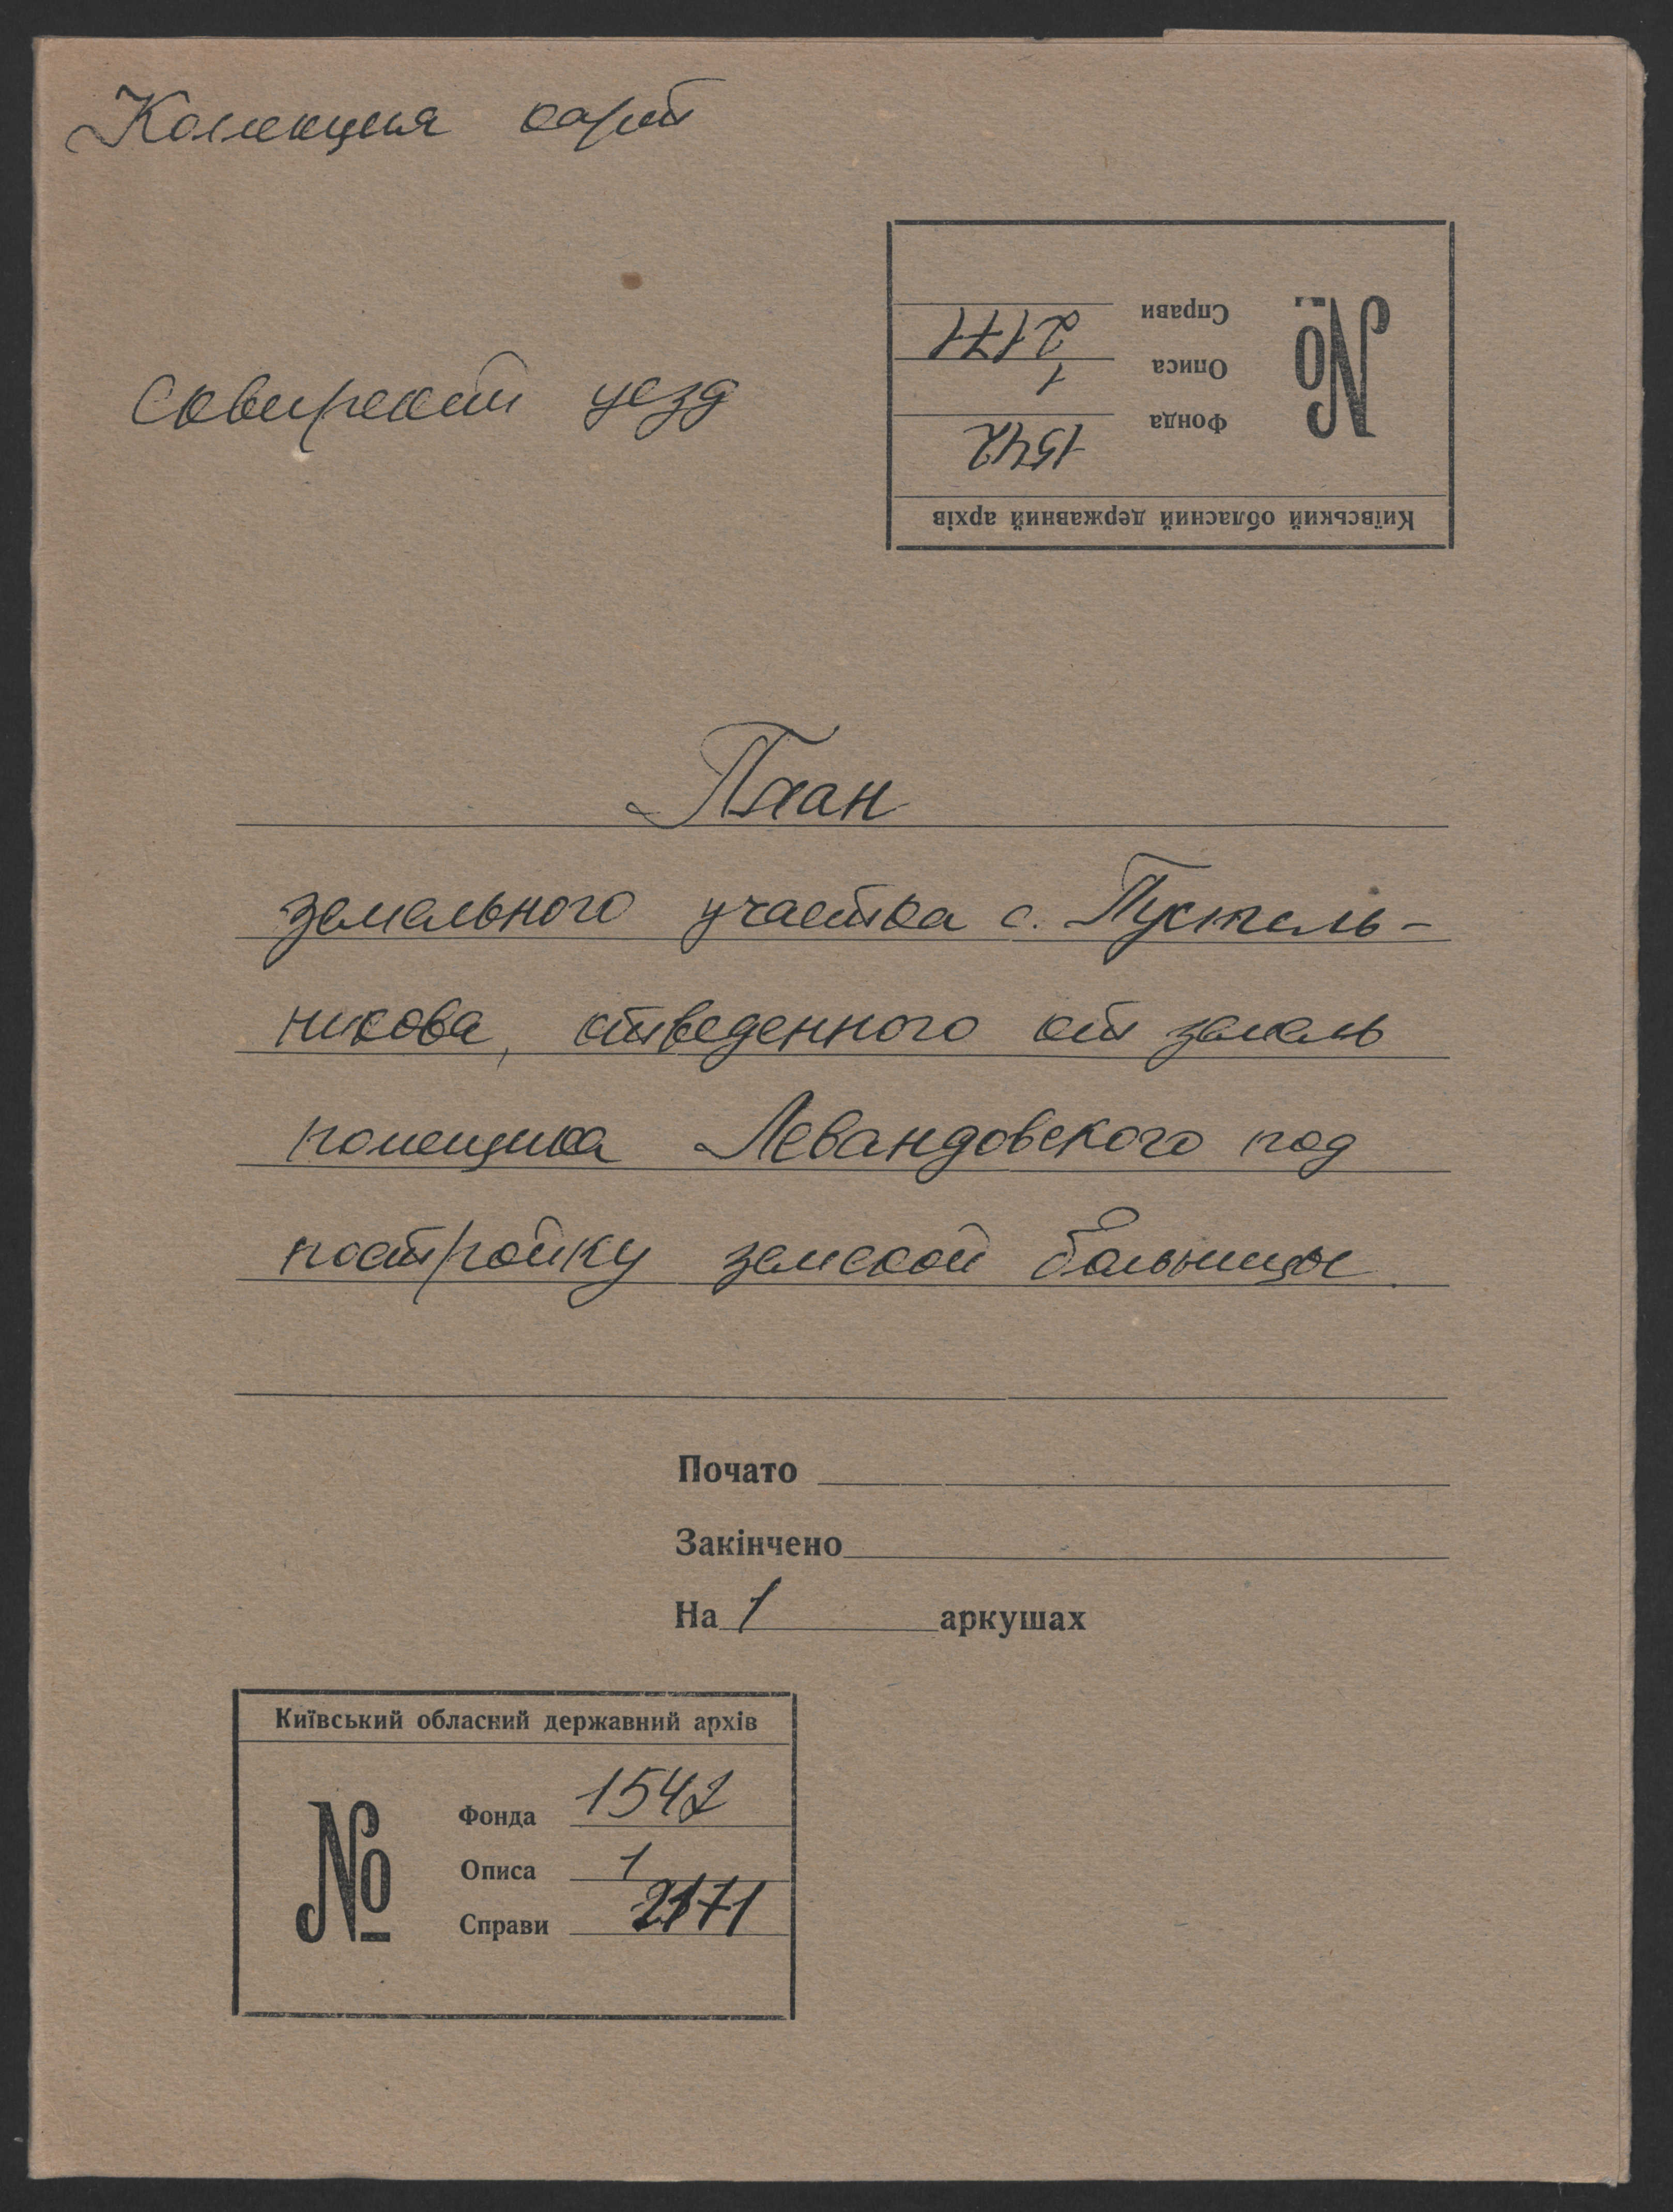 Коллекция карт
Сквирский уезд
Київський обласний державний архів
№
Фонда 1542
Описа 1
Справи 2171
План
земельного участка с. Пустель-
никова, отведенного от земель
помещика Левандовского под
постройку земской больницы.
Почато
Закінчено
На 1 аркушах
Київський обласний державний архів
№
Фонда 1542
Описа 1
Справи 2171